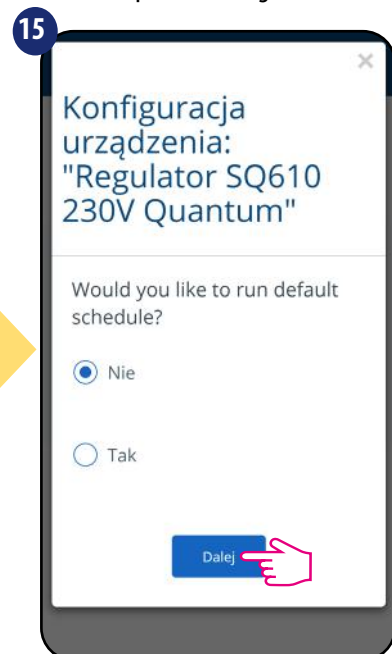 15
×
Konfiguracja
urządzenia:
"Regulator SQ610
230V Quantum"
Would you like to run default
schedule?
Nie
Tak
Dalej